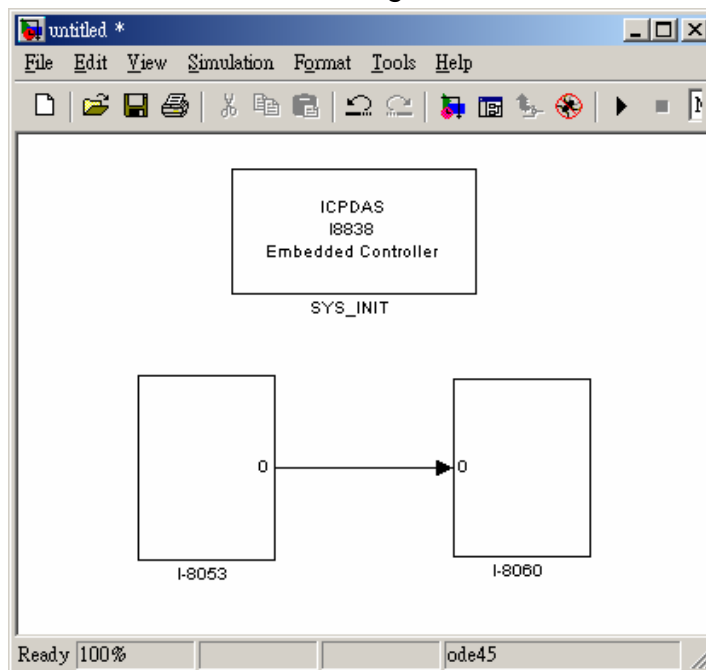 untitled *
File Edit View Simulation Format Tools Help
ICPDAS
I8838
Embedded Controller
SYS_INIT
0 0
I-8053 I-8060
Ready 100% ode45